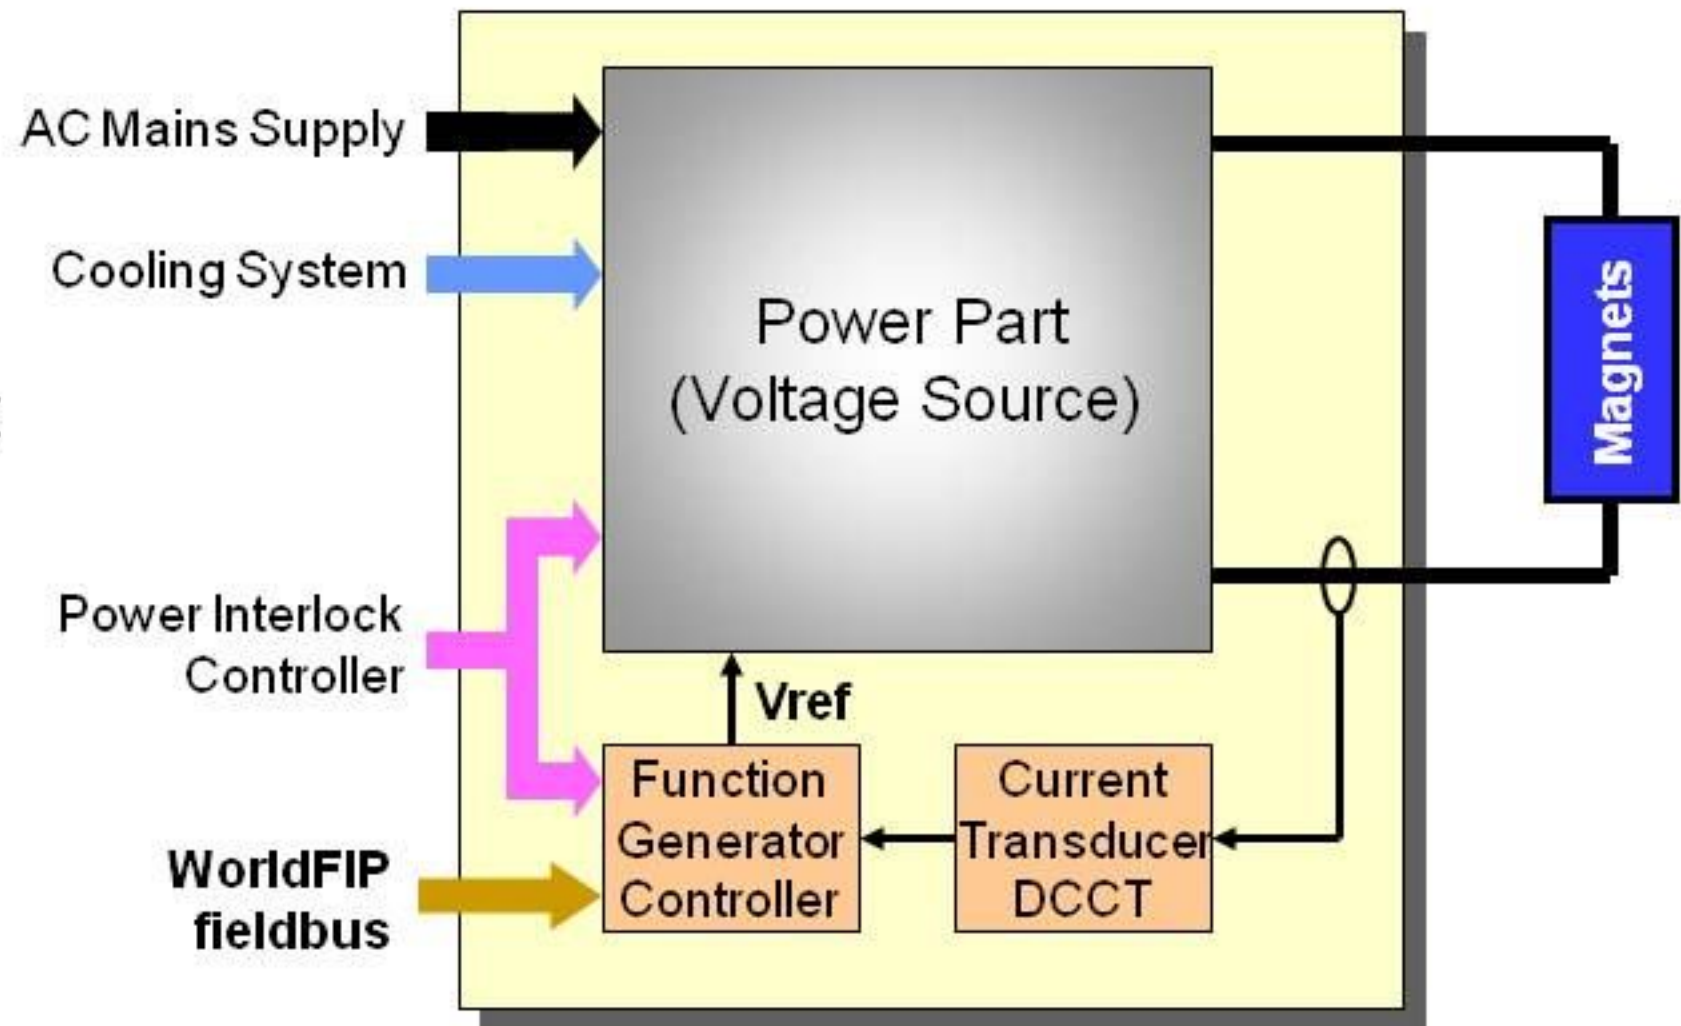 AC Mains Supply
Cooling System
Power Part
(Voltage Source)
Magnets
Power Interlock
Controller
Vref
Function
Generator
Controller
Current
Transducer
DCCT
WorldFIP
fieldbus